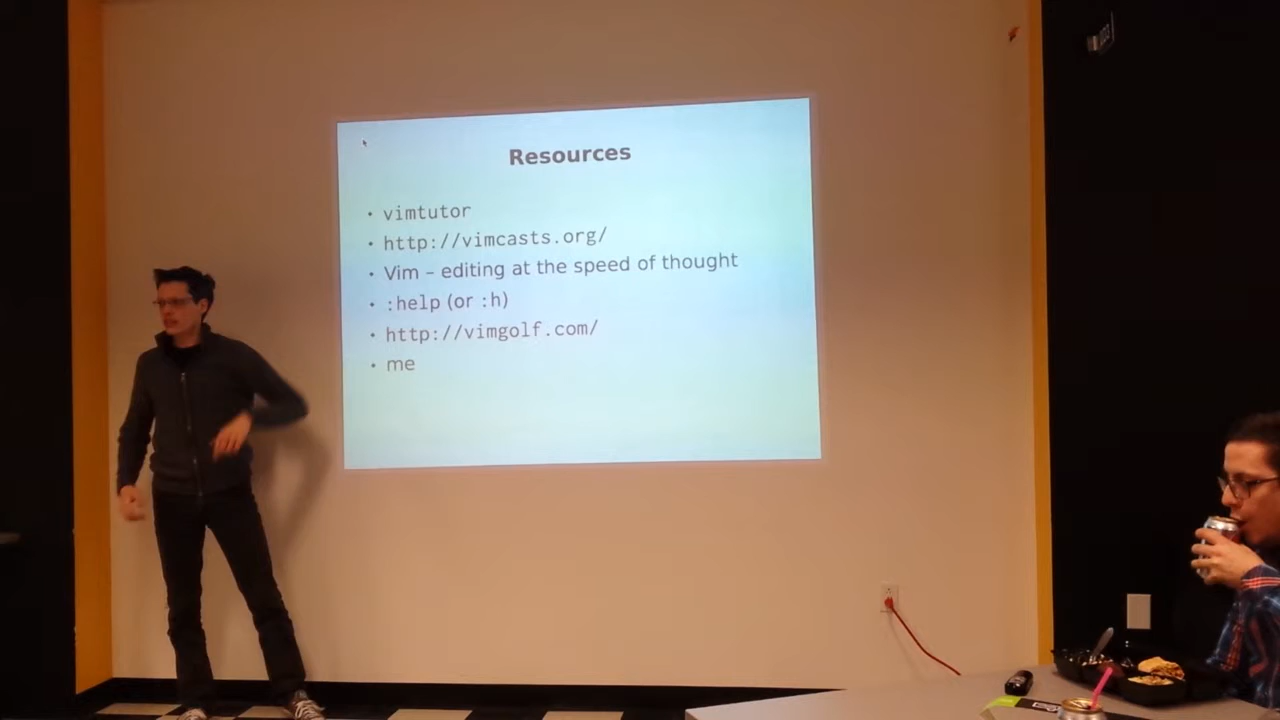 Resources
• vimtutor
• http://vimcasts.org/
• Vim – editing at the speed of thought
• :help (or :h)
• http://vimgolf.com/
• me